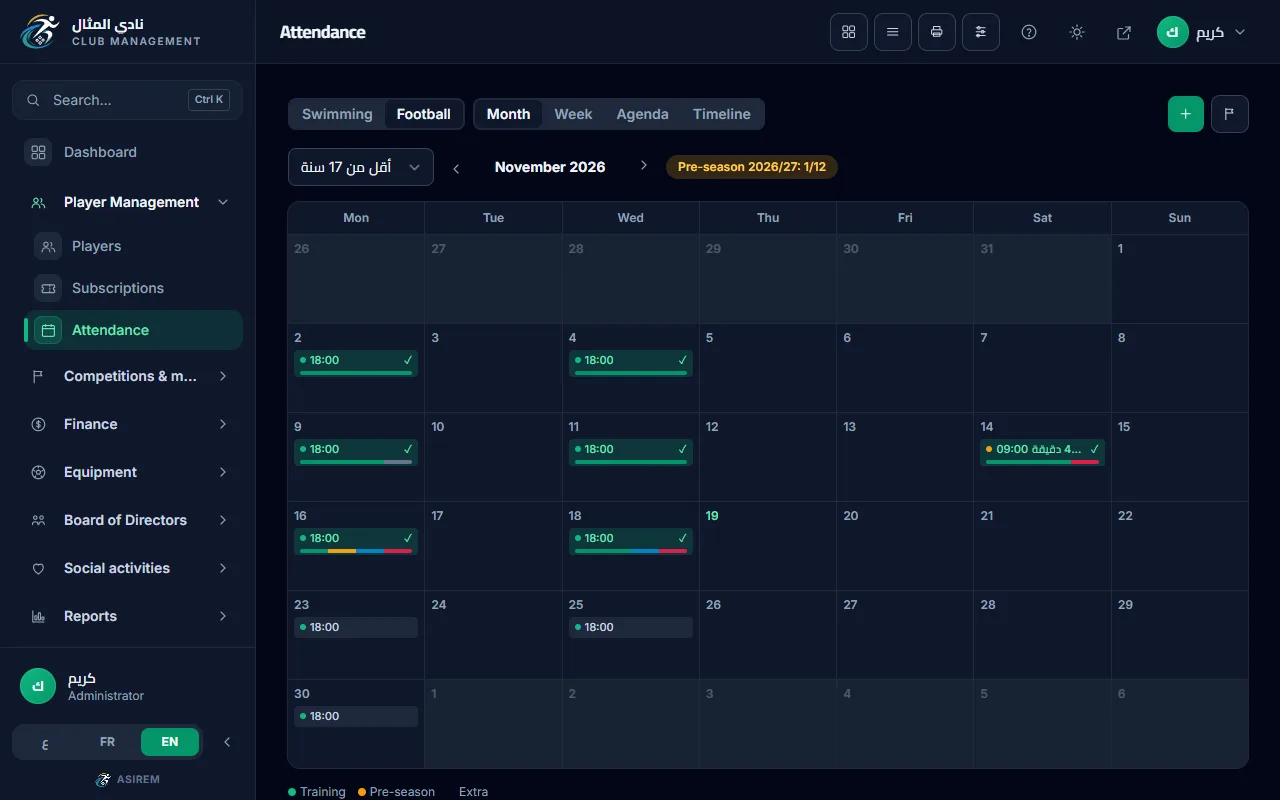 نادي المثال
CLUB MANAGEMENT
Attendance
كريم
Search...
Ctrl K
Dashboard
Player Management
Players
Subscriptions
Attendance
Competitions & m...
Finance
Equipment
Board of Directors
Social activities
Reports
كريم
Administrator
ع
FR
EN
ASIREM
Swimming
Football
Month
Week
Agenda
Timeline
أقل من 17 سنة
November 2026
Pre-season 2026/27: 1/12
Mon Tue Wed Thu Fri Sat Sun
26 27 28 29 30 31 1
2 3 4 5 6 7 8
18:00 ✓ 18:00 ✓
9 10 11 12 13 14 15
18:00 ✓ 18:00 ✓ 09:00 4 دقيقة... ✓
16 17 18 19 20 21 22
18:00 ✓ 18:00 ✓
23 24 25 26 27 28 29
18:00 18:00
30 1 2 3 4 5 6
18:00
Training Pre-season Extra